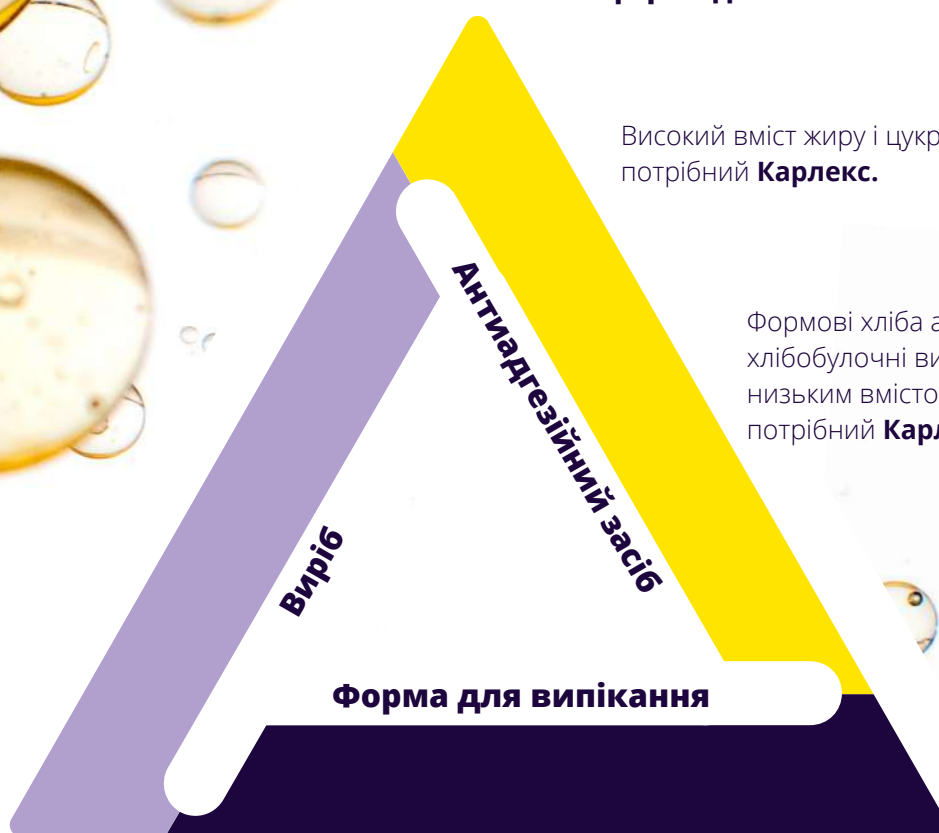 Високий вміст жиру і цукр
потрібний Карлекс.
Формові хліба а
хлібобулочні ви
низьким вмісто
потрібний Карл
Антиадгезійний засіб
Виріб
Форма для випікання